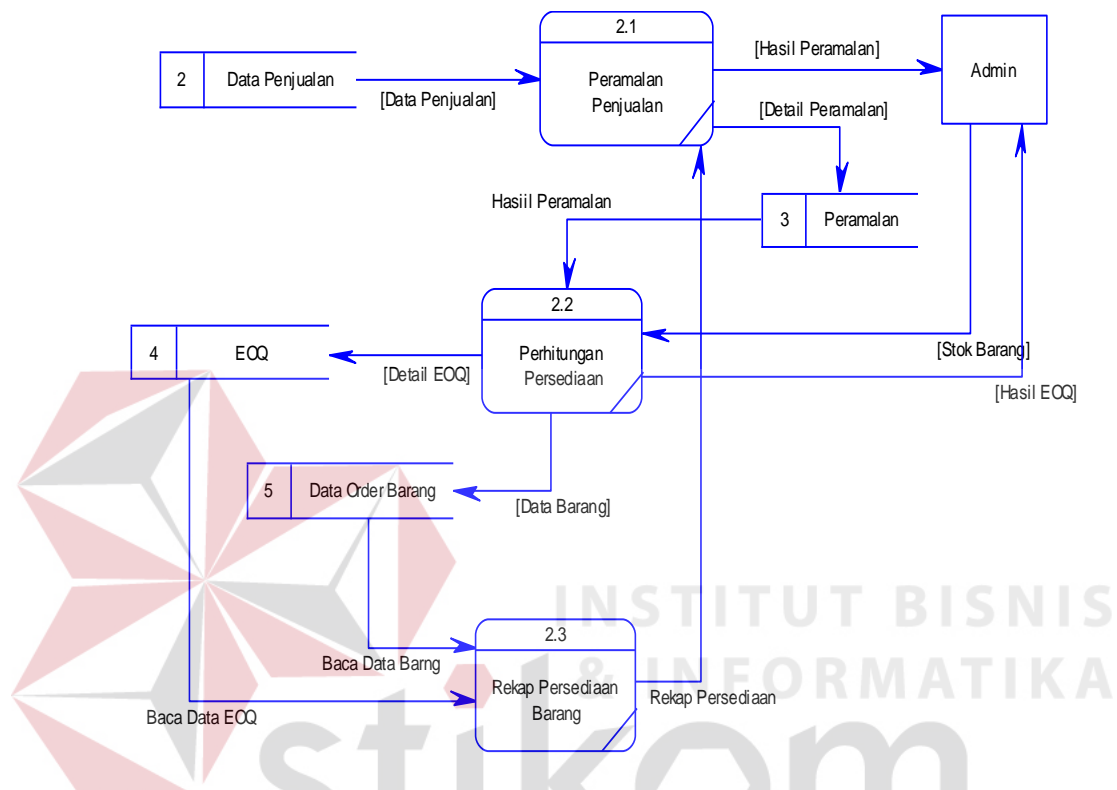 2.1
[Hasil Peramalan]
2
Data Penjualan
Peramalan
Penjualan
Admin
[Data Penjualan]
[Detail Peramalan]
Hasiil Peramalan
3
Peramalan
2.2
4
EOQ
Perhitungan
Persediaan
[Stok Barang]
[Detail EOQ]
[Hasil EOQ]
5
Data Order Barang
[Data Barang]
INSTITUT BISNIS
& INFORMATIKA
2.3
Baca Data Barng
Rekap Persediaan
Barang
Rekap Persediaan
Baca Data EOQ
stikom